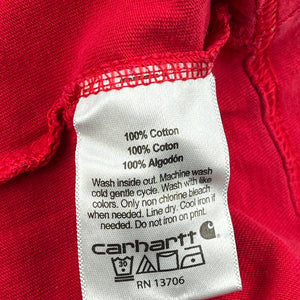 100% Cotton
100% Coton
100% Algodón
Wash inside out. Machine wash
cold gentle cycle. Wash with like
colors. Only non chlorine bleach
when needed. Line dry. Cool iron if
needed. Do not iron on print.
carhartt
30
RN 13706